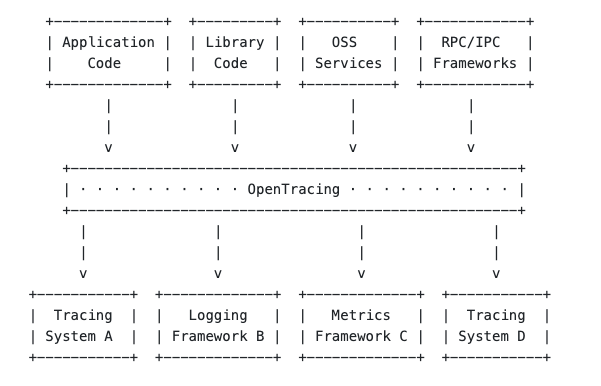 +-------------+  +---------+  +----------+  +------------+
| Application |  | Library |  |   OSS    |  |  RPC/IPC   |
|    Code     |  |  Code   |  | Services |  | Frameworks |
+-------------+  +---------+  +----------+  +------------+
       |              |             |             |
       |              |             |             |
       v              v             v             v
  +------------------------------------------------------+
  | · · · · · · · · · · OpenTracing · · · · · · · · · · |
  +------------------------------------------------------+
    |               |                |               |
    |               |                |               |
    v               v                v               v
+-----------+  +-------------+  +-------------+  +-----------+
|  Tracing  |  |   Logging   |  |   Metrics   |  |  Tracing  |
| System A  |  | Framework B |  | Framework C |  | System D  |
+-----------+  +-------------+  +-------------+  +-----------+